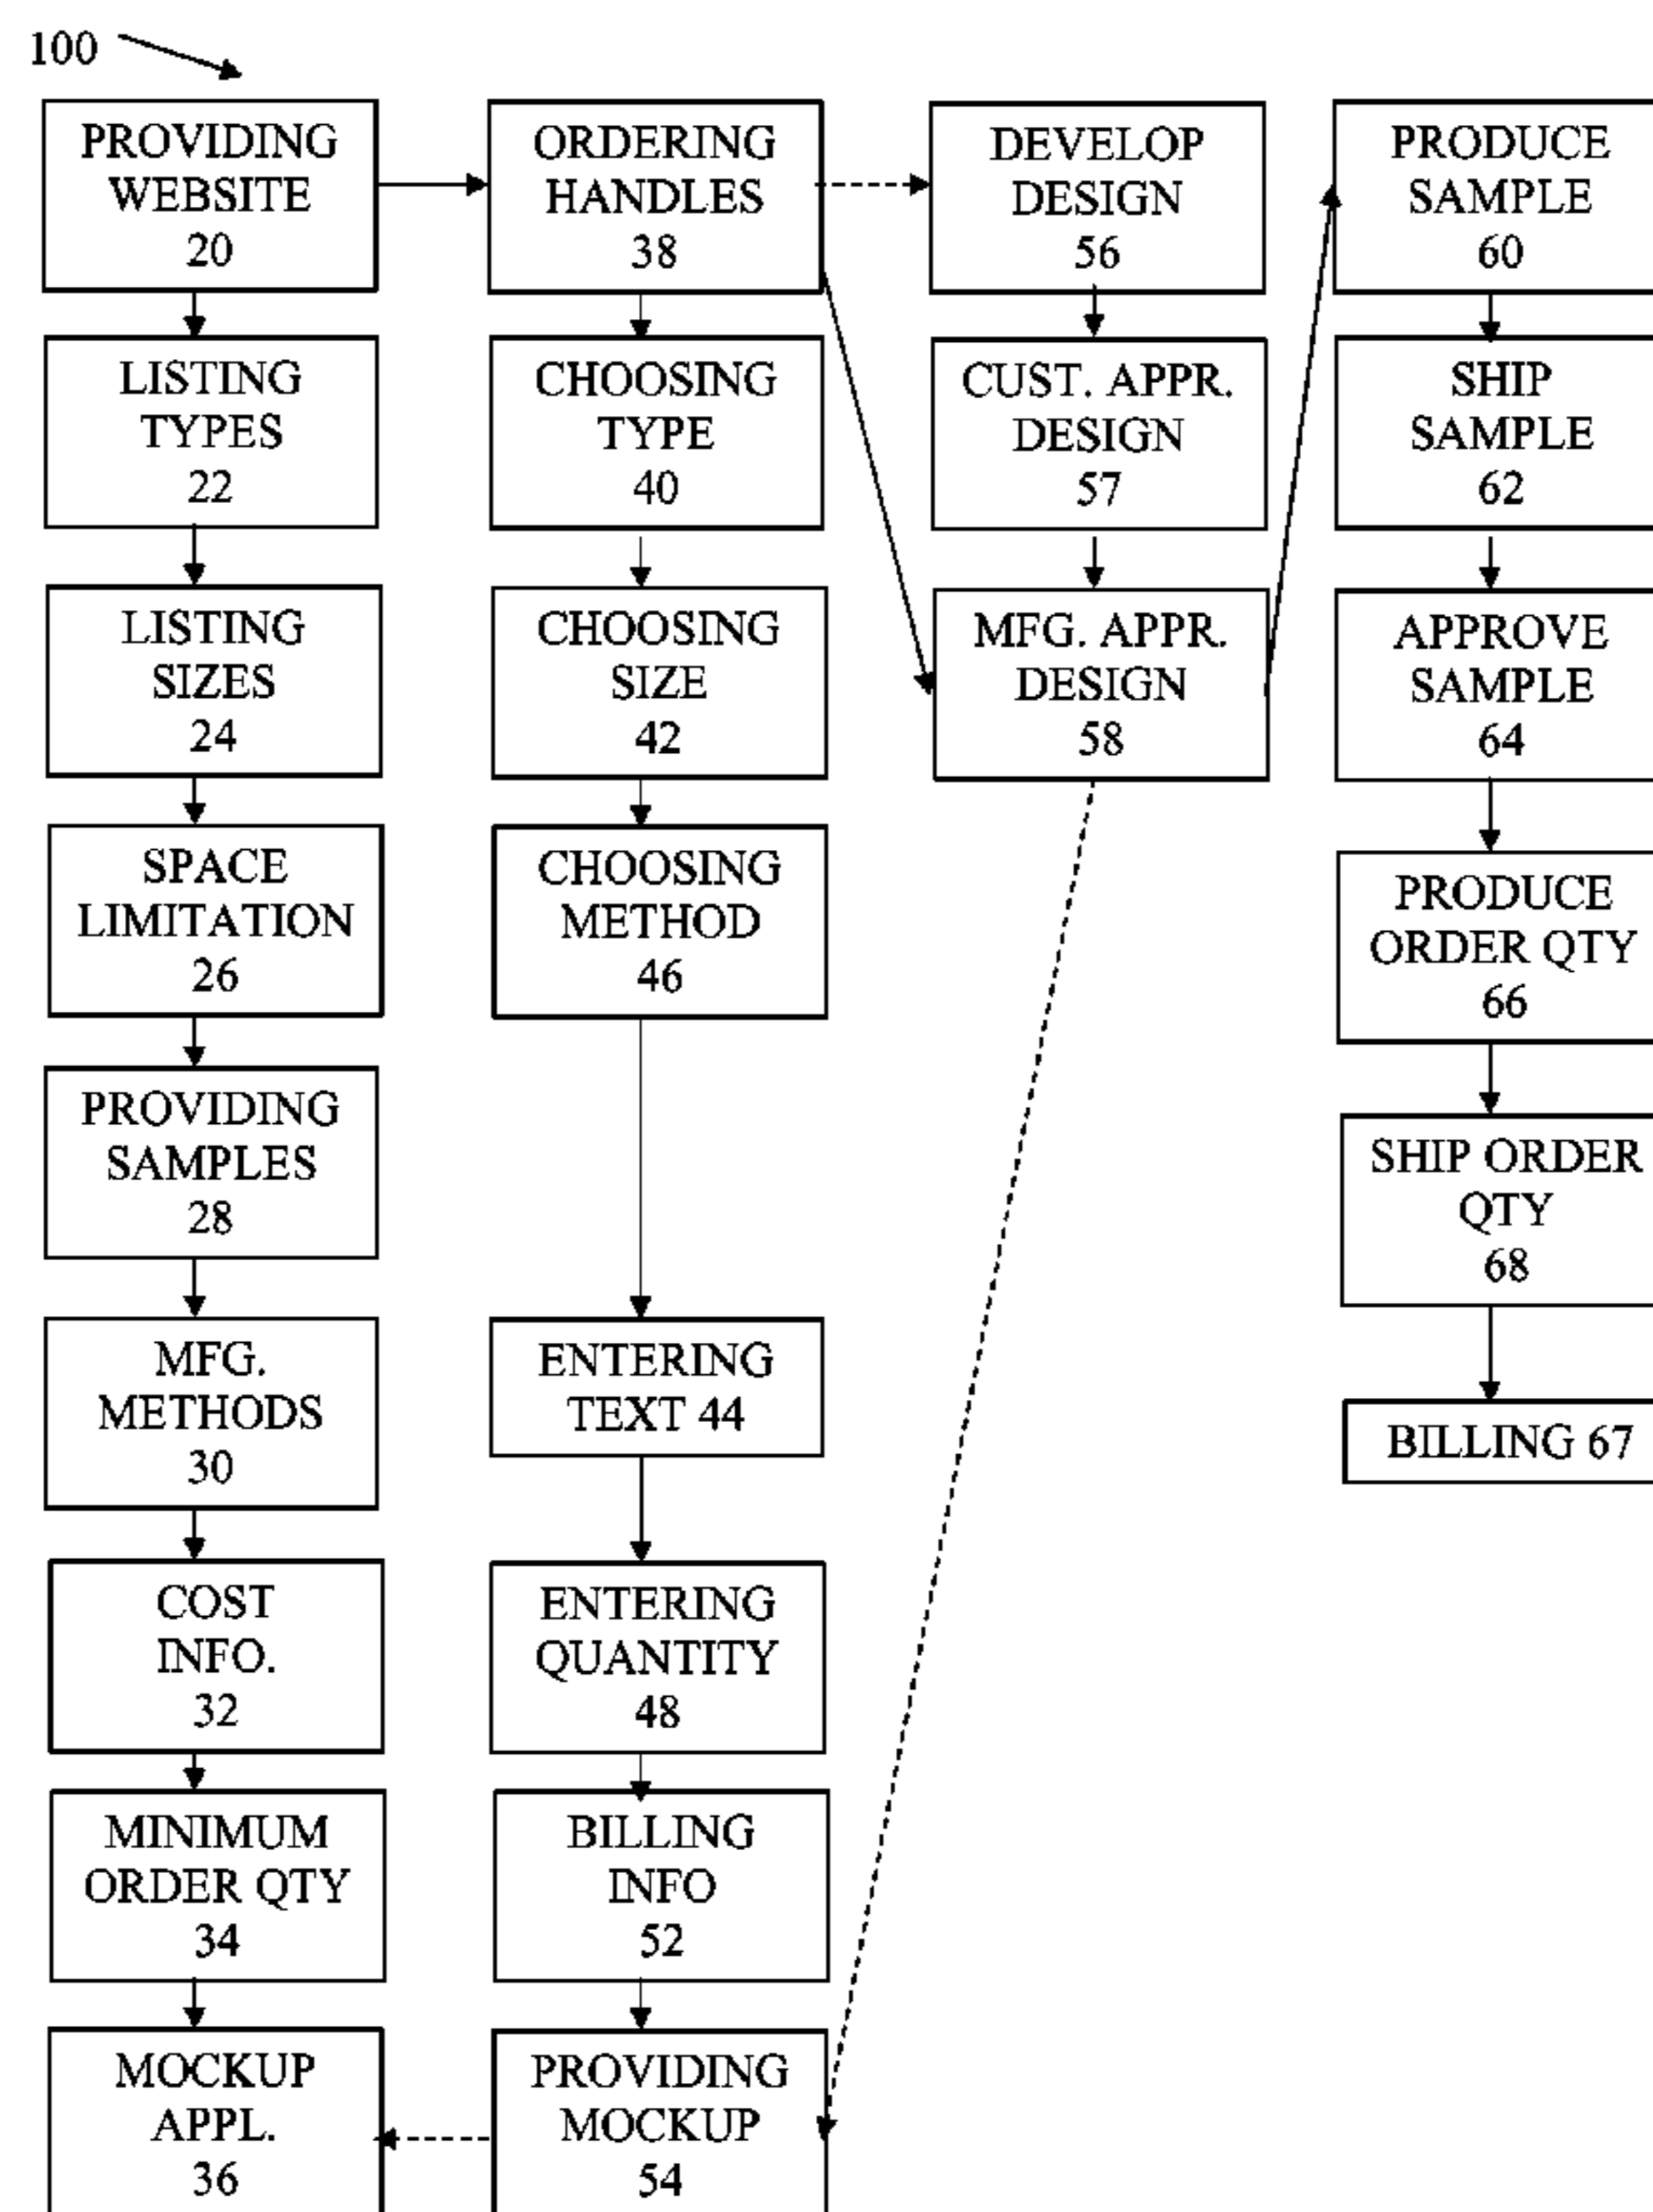 100
PROVIDING
WEBSITE
20
LISTING
TYPES
22
LISTING
SIZES
24
SPACE
LIMITATION
26
PROVIDING
SAMPLES
28
MFG.
METHODS
30
COST
INFO.
32
MINIMUM
ORDER QTY
34
MOCKUP
APPL.
36
ORDERING
HANDLES
38
CHOOSING
TYPE
40
CHOOSING
SIZE
42
CHOOSING
METHOD
46
ENTERING
TEXT 44
ENTERING
QUANTITY
48
BILLING
INFO
52
PROVIDING
MOCKUP
54
DEVELOP
DESIGN
56
CUST. APPR.
DESIGN
57
MFG. APPR.
DESIGN
58
PRODUCE
SAMPLE
60
SHIP
SAMPLE
62
APPROVE
SAMPLE
64
PRODUCE
ORDER QTY
66
SHIP ORDER
QTY
68
BILLING 67